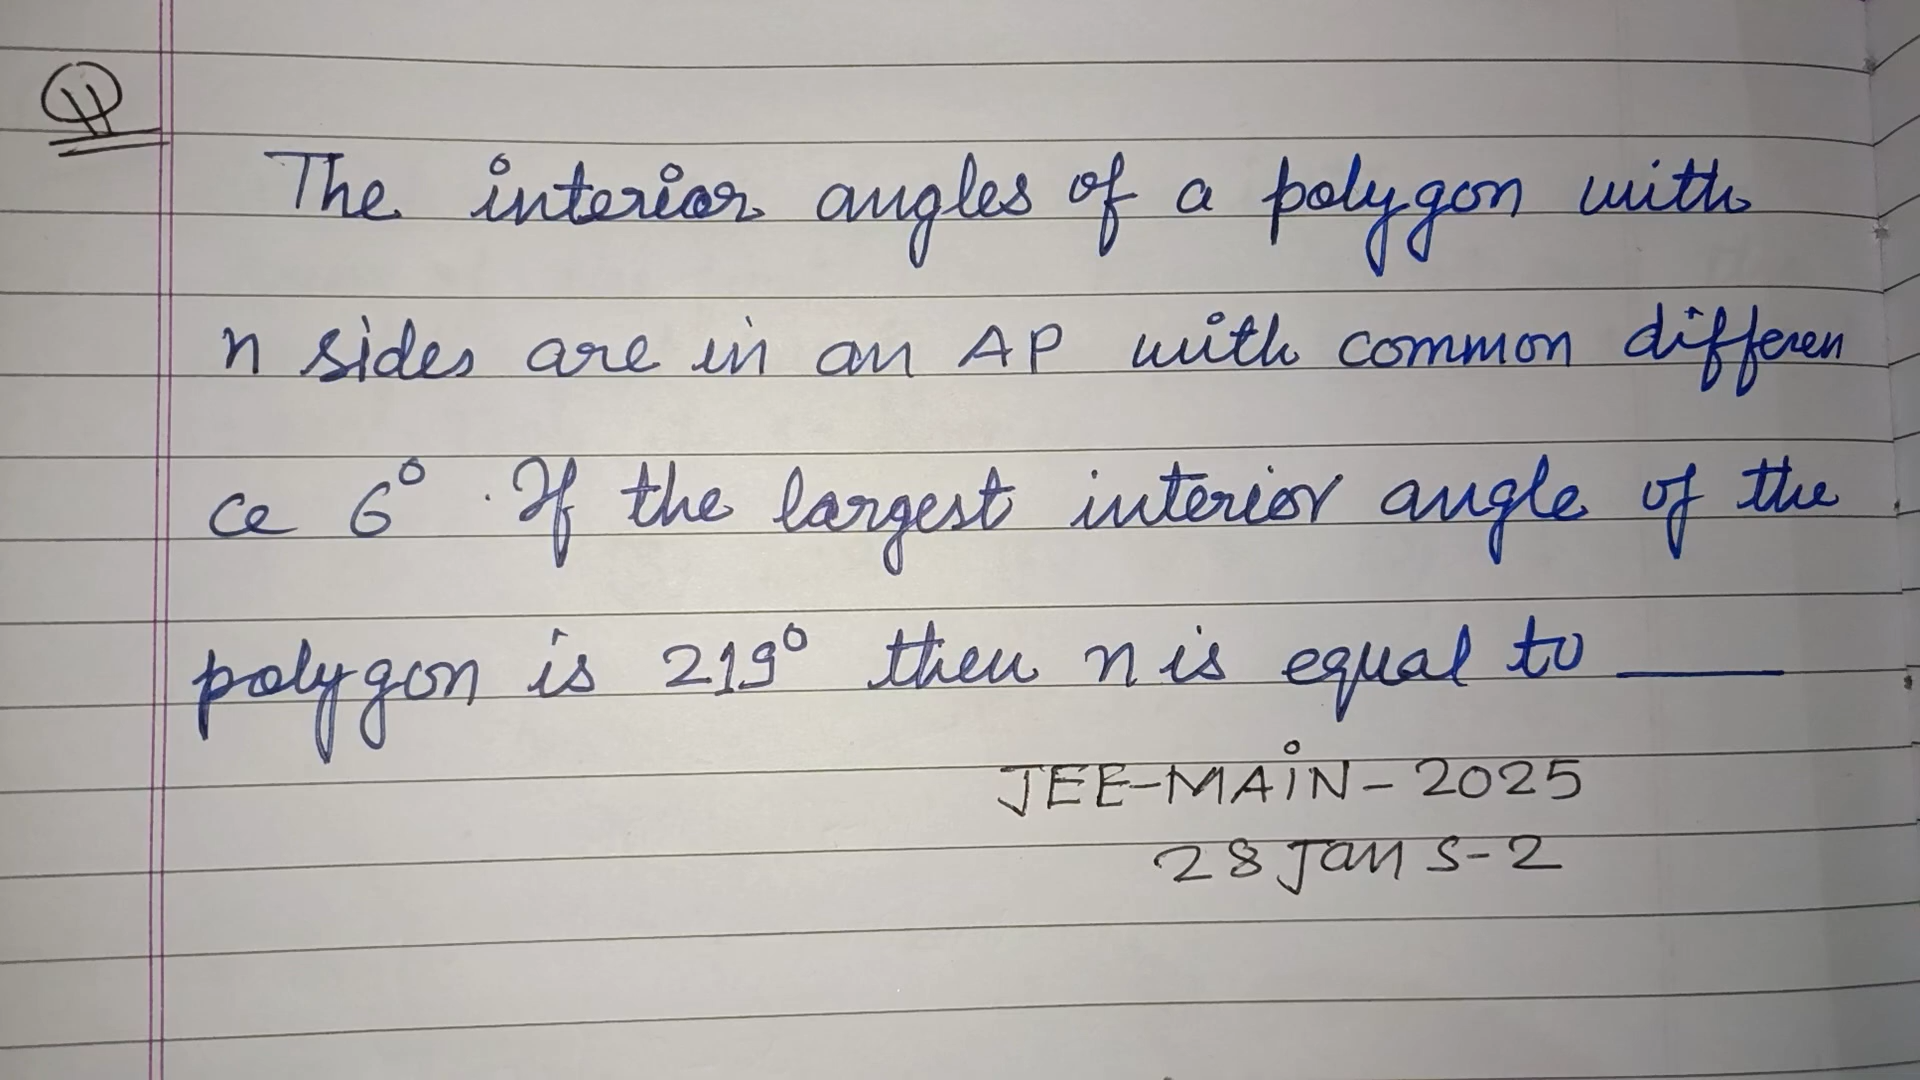 Q
The interior angles of a polygon with
n sides are in an AP with common differen
ce 6° . If the largest interior angle of the
polygon is 219° then n is equal to ____
JEE-MAIN-2025
28 Jan S-2